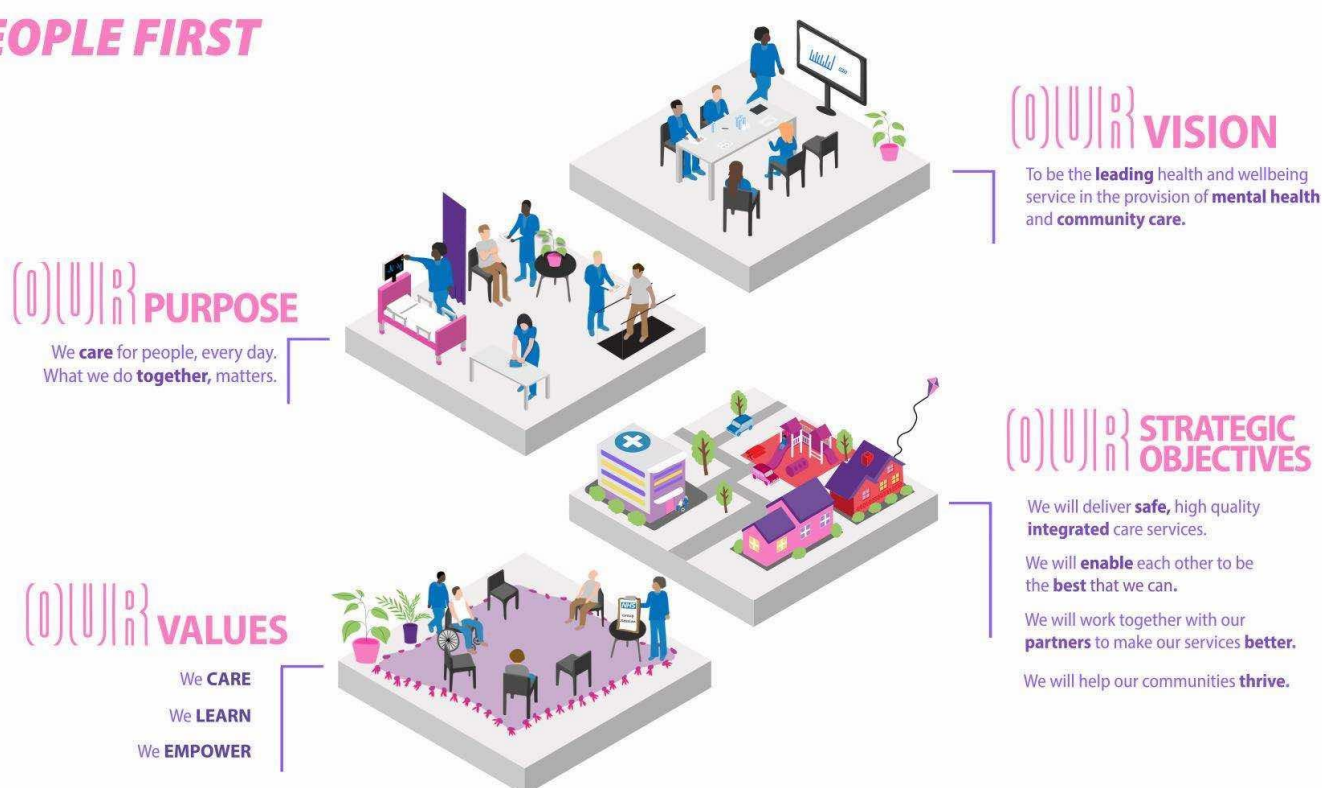 EOPLE FIRST
OUR VISION
To be the leading health and wellbeing
service in the provision of mental health
and community care.
OUR PURPOSE
We care for people, every day.
What we do together, matters.
OUR STRATEGIC
OBJECTIVES
We will deliver safe, high quality
integrated care services.
We will enable each other to be
the best that we can.
We will work together with our
partners to make our services better.
We will help our communities thrive.
OUR VALUES
We CARE
We LEARN
We EMPOWER
NHS